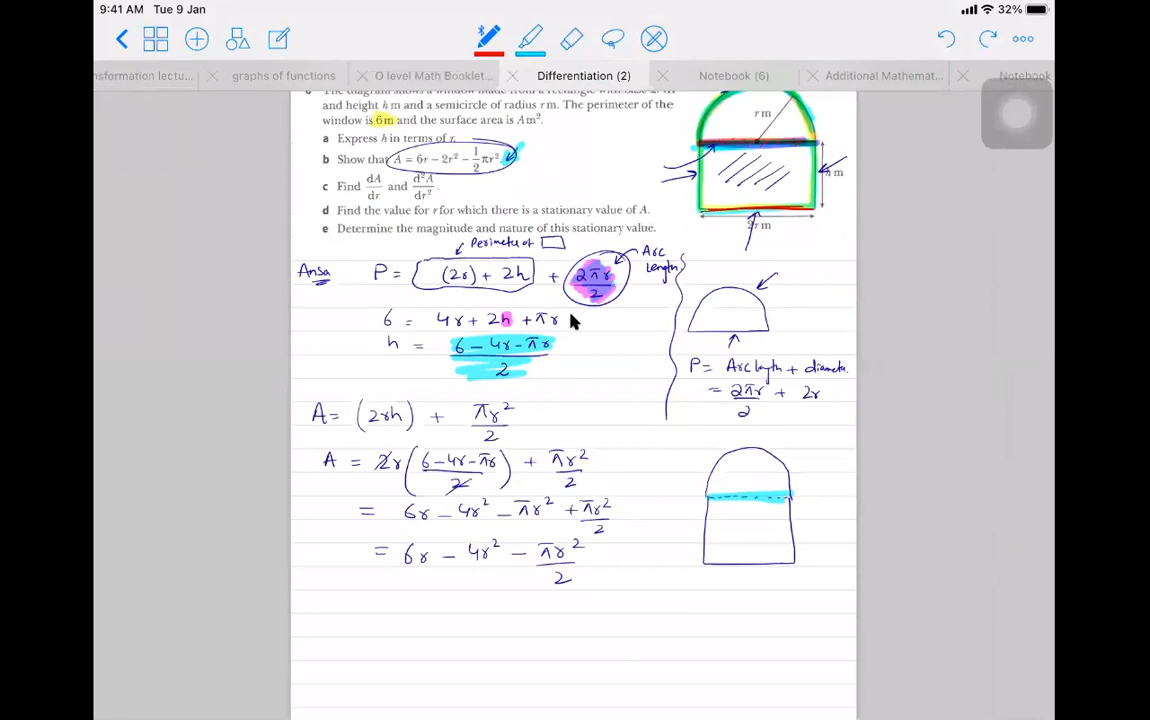 9:41 AM Tue 9 Jan
32%
nsformation lectu...
graphs of functions
O level Math Booklet...
Differentiation (2)
Notebook (6)
Additional Mathemat...
Notebook
and height h m and a semicircle of radius r m. The perimeter of the
window is 6 m and the surface area is A m².
a Express h in terms of r.
b Show that A = 6r − 2r² − 1/2 πr².
c Find dA/dr and d²A/dr².
d Find the value for r for which there is a stationary value of A.
e Determine the magnitude and nature of this stationary value.
r m
h m
2r m
Perimeter of
Arc
length
Ansa
P = (2r) + 2h + 2πr/2
6 = 4r + 2h + πr
h = 6 − 4r − πr / 2
P = Arc length + diameter
= 2πr/2 + 2r
A = (2rh) + πr²/2
A = 2r (6 − 4r − πr / 2) + πr²/2
= 6r − 4r² − πr² + πr²/2
= 6r − 4r² − πr²/2